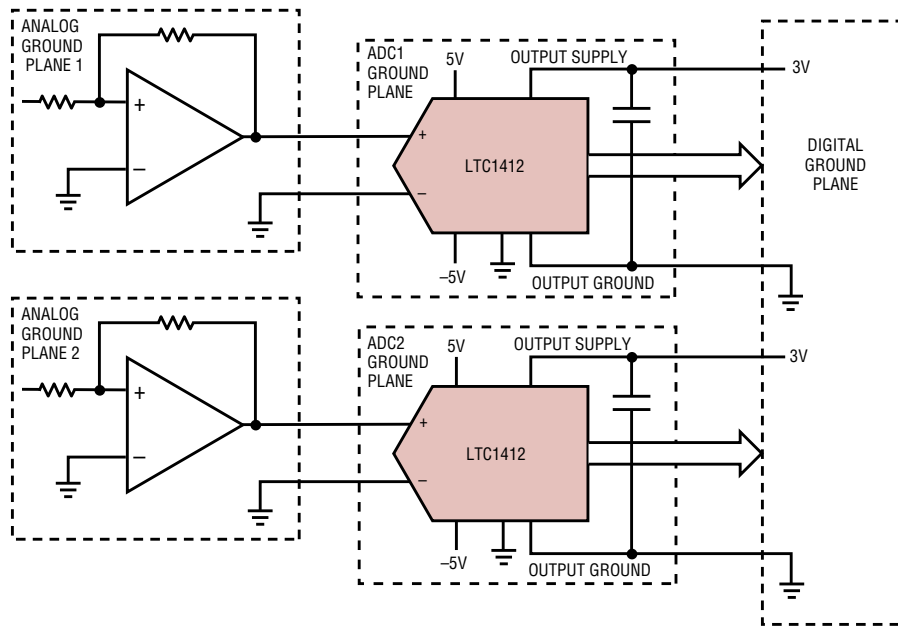 ANALOG
GROUND
PLANE 1
+
–
ADC1
GROUND
PLANE
5V
OUTPUT SUPPLY
3V
+
–
LTC1412
–5V
OUTPUT GROUND
DIGITAL
GROUND
PLANE
ANALOG
GROUND
PLANE 2
+
–
ADC2
GROUND
PLANE
5V
OUTPUT SUPPLY
3V
+
–
LTC1412
–5V
OUTPUT GROUND